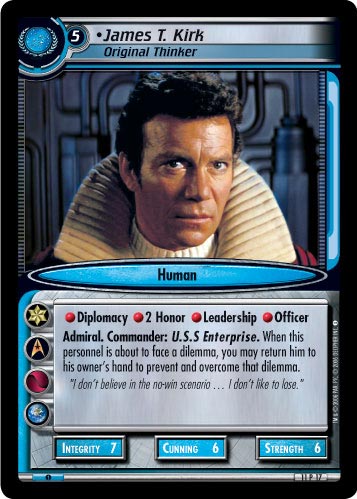 5
•James T. Kirk
Original Thinker
Human
Diplomacy 2 Honor Leadership Officer
Admiral. Commander: U.S.S Enterprise. When this
personnel is about to face a dilemma, you may return him to
his owner's hand to prevent and overcome that dilemma.
"I don't believe in the no-win scenario . . . I don't like to lose."
Integrity 7 Cunning 6 Strength 6
11 P 17